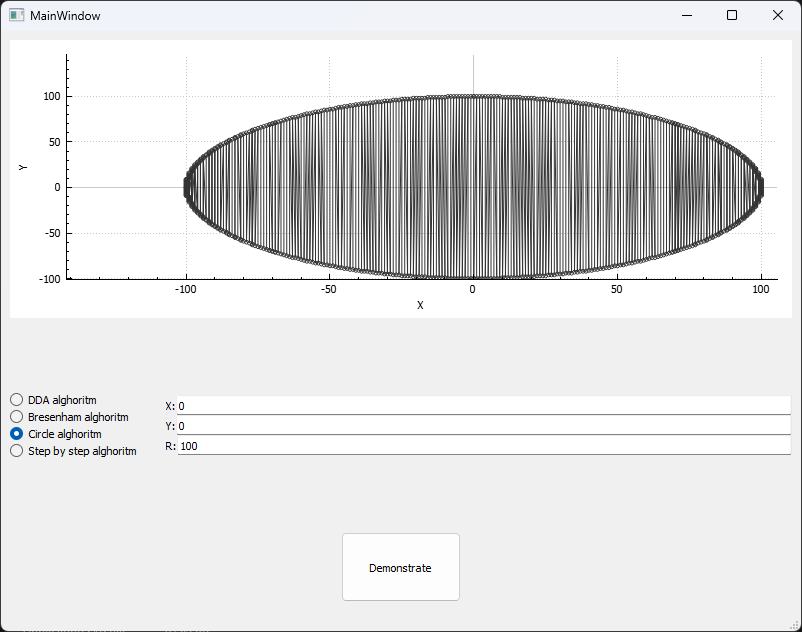 MainWindow
100
50
0
-50
-100
Y
-100 -50 0 50 100
X
DDA alghoritm
Bresenham alghoritm
Circle alghoritm
Step by step alghoritm
X: 0
Y: 0
R: 100
Demonstrate